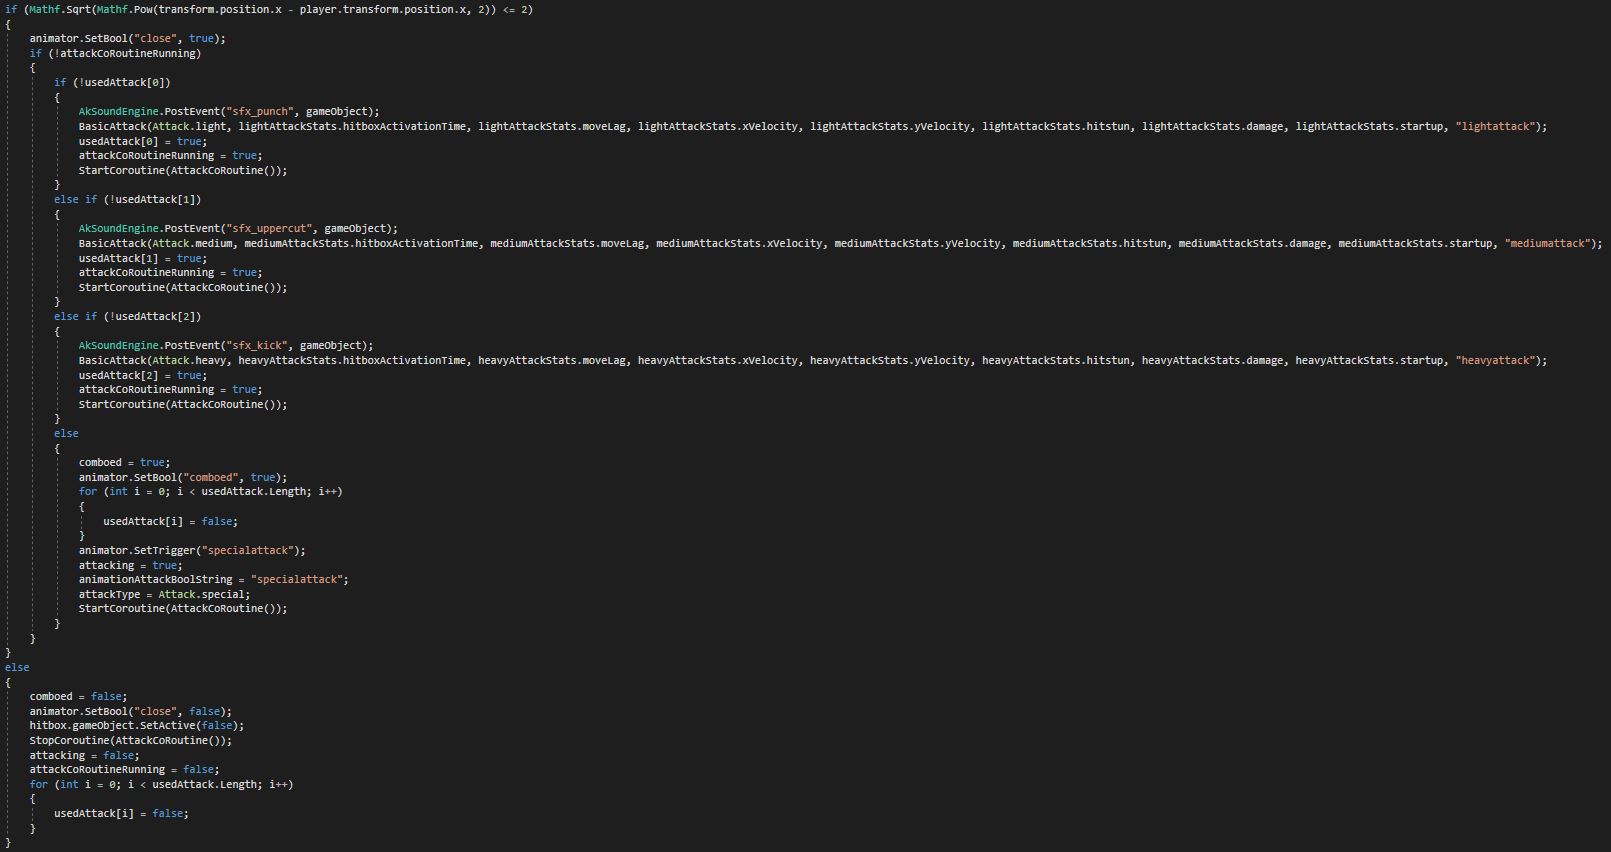 if (Mathf.Sqrt(Mathf.Pow(transform.position.x - player.transform.position.x, 2)) <= 2)
{
    animator.SetBool("close", true);
    if (!attackCoRoutineRunning)
    {
        if (!usedAttack[0])
        {
            AkSoundEngine.PostEvent("sfx_punch", gameObject);
            BasicAttack(Attack.light, lightAttackStats.hitboxActivationTime, lightAttackStats.moveLag, lightAttackStats.xVelocity, lightAttackStats.yVelocity, lightAttackStats.hitstun, lightAttackStats.damage, lightAttackStats.startup, "lightattack");
            usedAttack[0] = true;
            attackCoRoutineRunning = true;
            StartCoroutine(AttackCoRoutine());
        }
        else if (!usedAttack[1])
        {
            AkSoundEngine.PostEvent("sfx_uppercut", gameObject);
            BasicAttack(Attack.medium, mediumAttackStats.hitboxActivationTime, mediumAttackStats.moveLag, mediumAttackStats.xVelocity, mediumAttackStats.yVelocity, mediumAttackStats.hitstun, mediumAttackStats.damage, mediumAttackStats.startup, "mediumattack");
            usedAttack[1] = true;
            attackCoRoutineRunning = true;
            StartCoroutine(AttackCoRoutine());
        }
        else if (!usedAttack[2])
        {
            AkSoundEngine.PostEvent("sfx_kick", gameObject);
            BasicAttack(Attack.heavy, heavyAttackStats.hitboxActivationTime, heavyAttackStats.moveLag, heavyAttackStats.xVelocity, heavyAttackStats.yVelocity, heavyAttackStats.hitstun, heavyAttackStats.damage, heavyAttackStats.startup, "heavyattack");
            usedAttack[2] = true;
            attackCoRoutineRunning = true;
            StartCoroutine(AttackCoRoutine());
        }
        else
        {
            comboed = true;
            animator.SetBool("comboed", true);
            for (int i = 0; i < usedAttack.Length; i++)
            {
                usedAttack[i] = false;
            }
            animator.SetTrigger("specialattack");
            attacking = true;
            animationAttackBoolString = "specialattack";
            attackType = Attack.special;
            StartCoroutine(AttackCoRoutine());
        }
    }
}
else
{
    comboed = false;
    animator.SetBool("close", false);
    hitbox.gameObject.SetActive(false);
    StopCoroutine(AttackCoRoutine());
    attacking = false;
    attackCoRoutineRunning = false;
    for (int i = 0; i < usedAttack.Length; i++)
    {
        usedAttack[i] = false;
    }
}